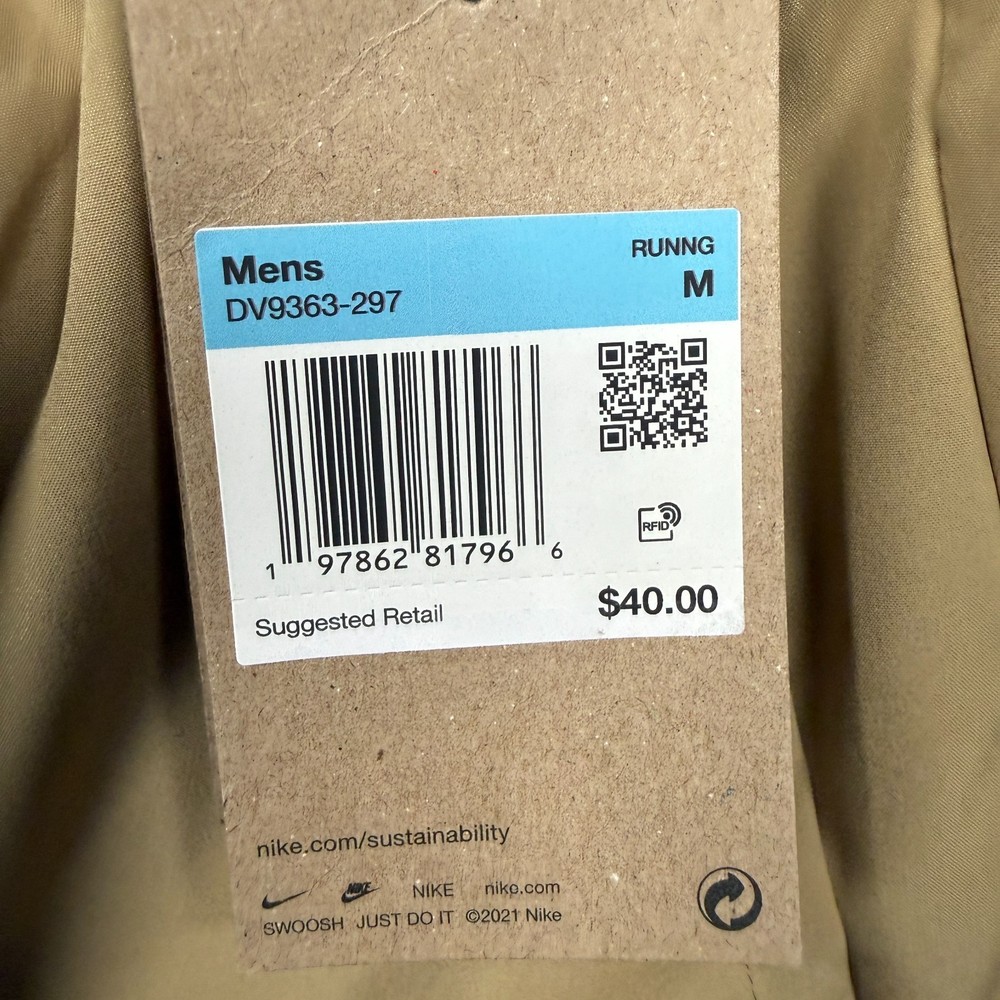 Mens
RUNNG
DV9363-297
M
RFID
1 97862 81796 6
Suggested Retail
$40.00
nike.com/sustainability
NIKE NIKE nike.com
SWOOSH JUST DO IT ©2021 Nike